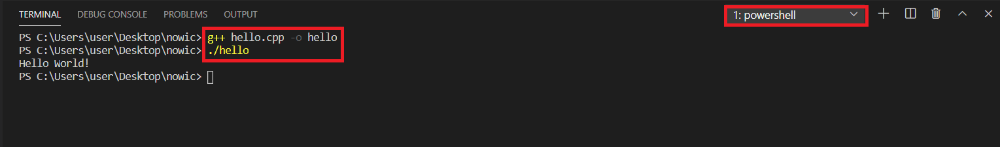 TERMINAL DEBUG CONSOLE PROBLEMS OUTPUT 1: powershell
PS C:\Users\user\Desktop\nowic> g++ hello.cpp -o hello
PS C:\Users\user\Desktop\nowic> ./hello
Hello World!
PS C:\Users\user\Desktop\nowic>